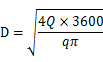 D = √(4Q × 3600 / qπ)